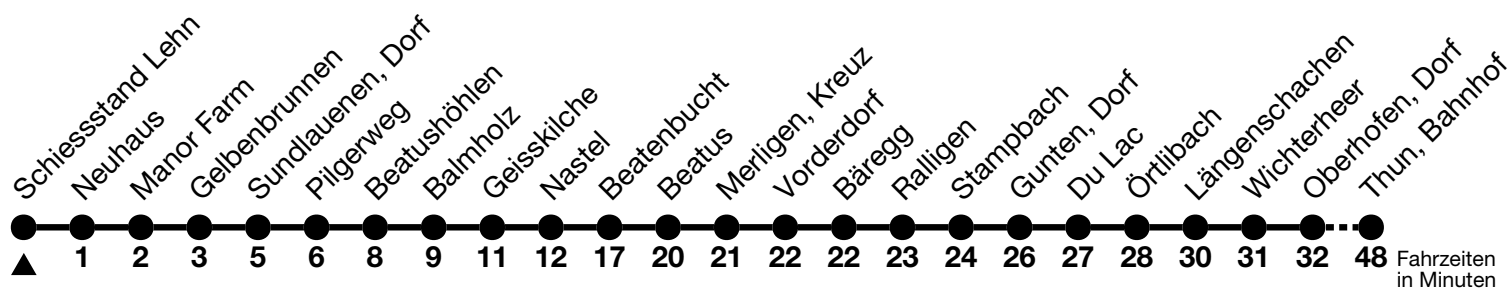 Schiessstand Lehn
Neuhaus
Manor Farm
Gelbenbrunnen
Sundlauenen, Dorf
Pilgerweg
Beatushöhlen
Balmholz
Geisskilche
Nastel
Beatenbucht
Beatus
Merligen, Kreuz
Vorderdorf
Bäregg
Ralligen
Stampbach
Gunten, Dorf
Du Lac
Örtlibach
Längenschachen
Wichterheer
Oberhofen, Dorf
Thun, Bahnhof
1 2 3 5 6 8 9 11 12 17 20 21 22 22 23 24 26 27 28 30 31 32 48 Fahrzeiten
in Minuten